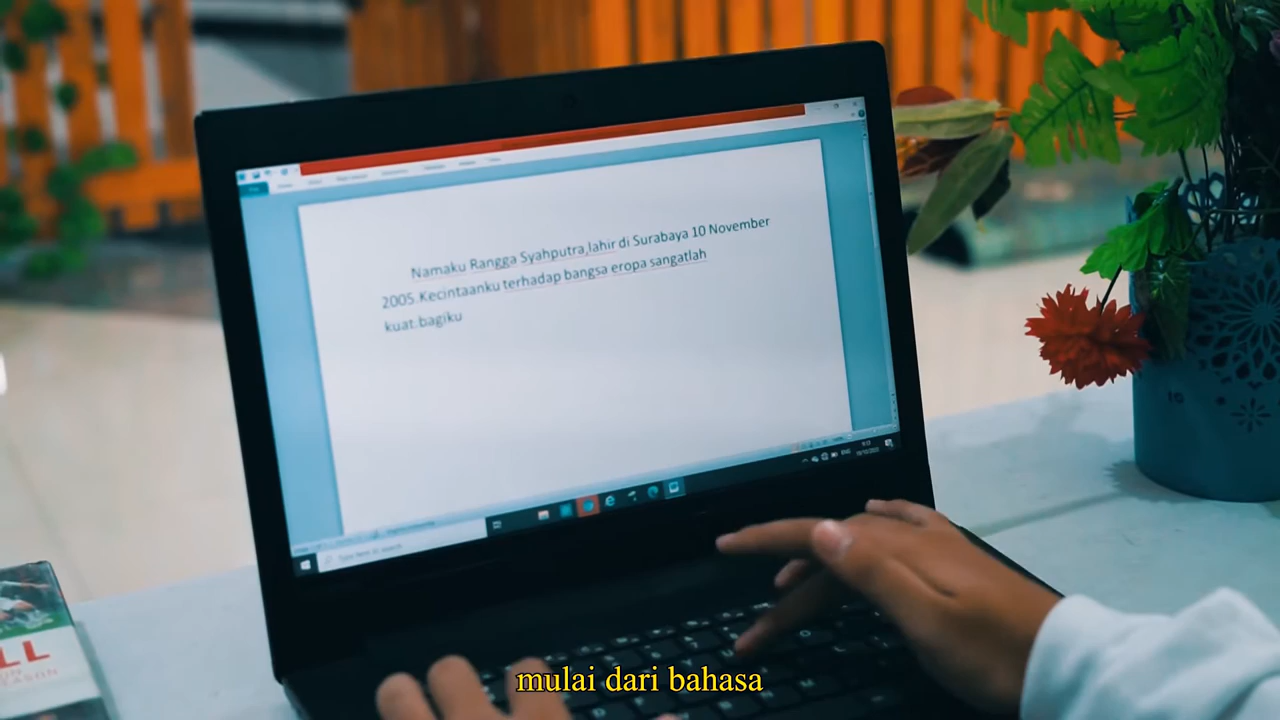 Namaku Rangga Syahputra,lahir di Surabaya 10 November
2005.Kecintaanku terhadap bangsa eropa sangatlah
kuat.bagiku
LL
mulai dari bahasa